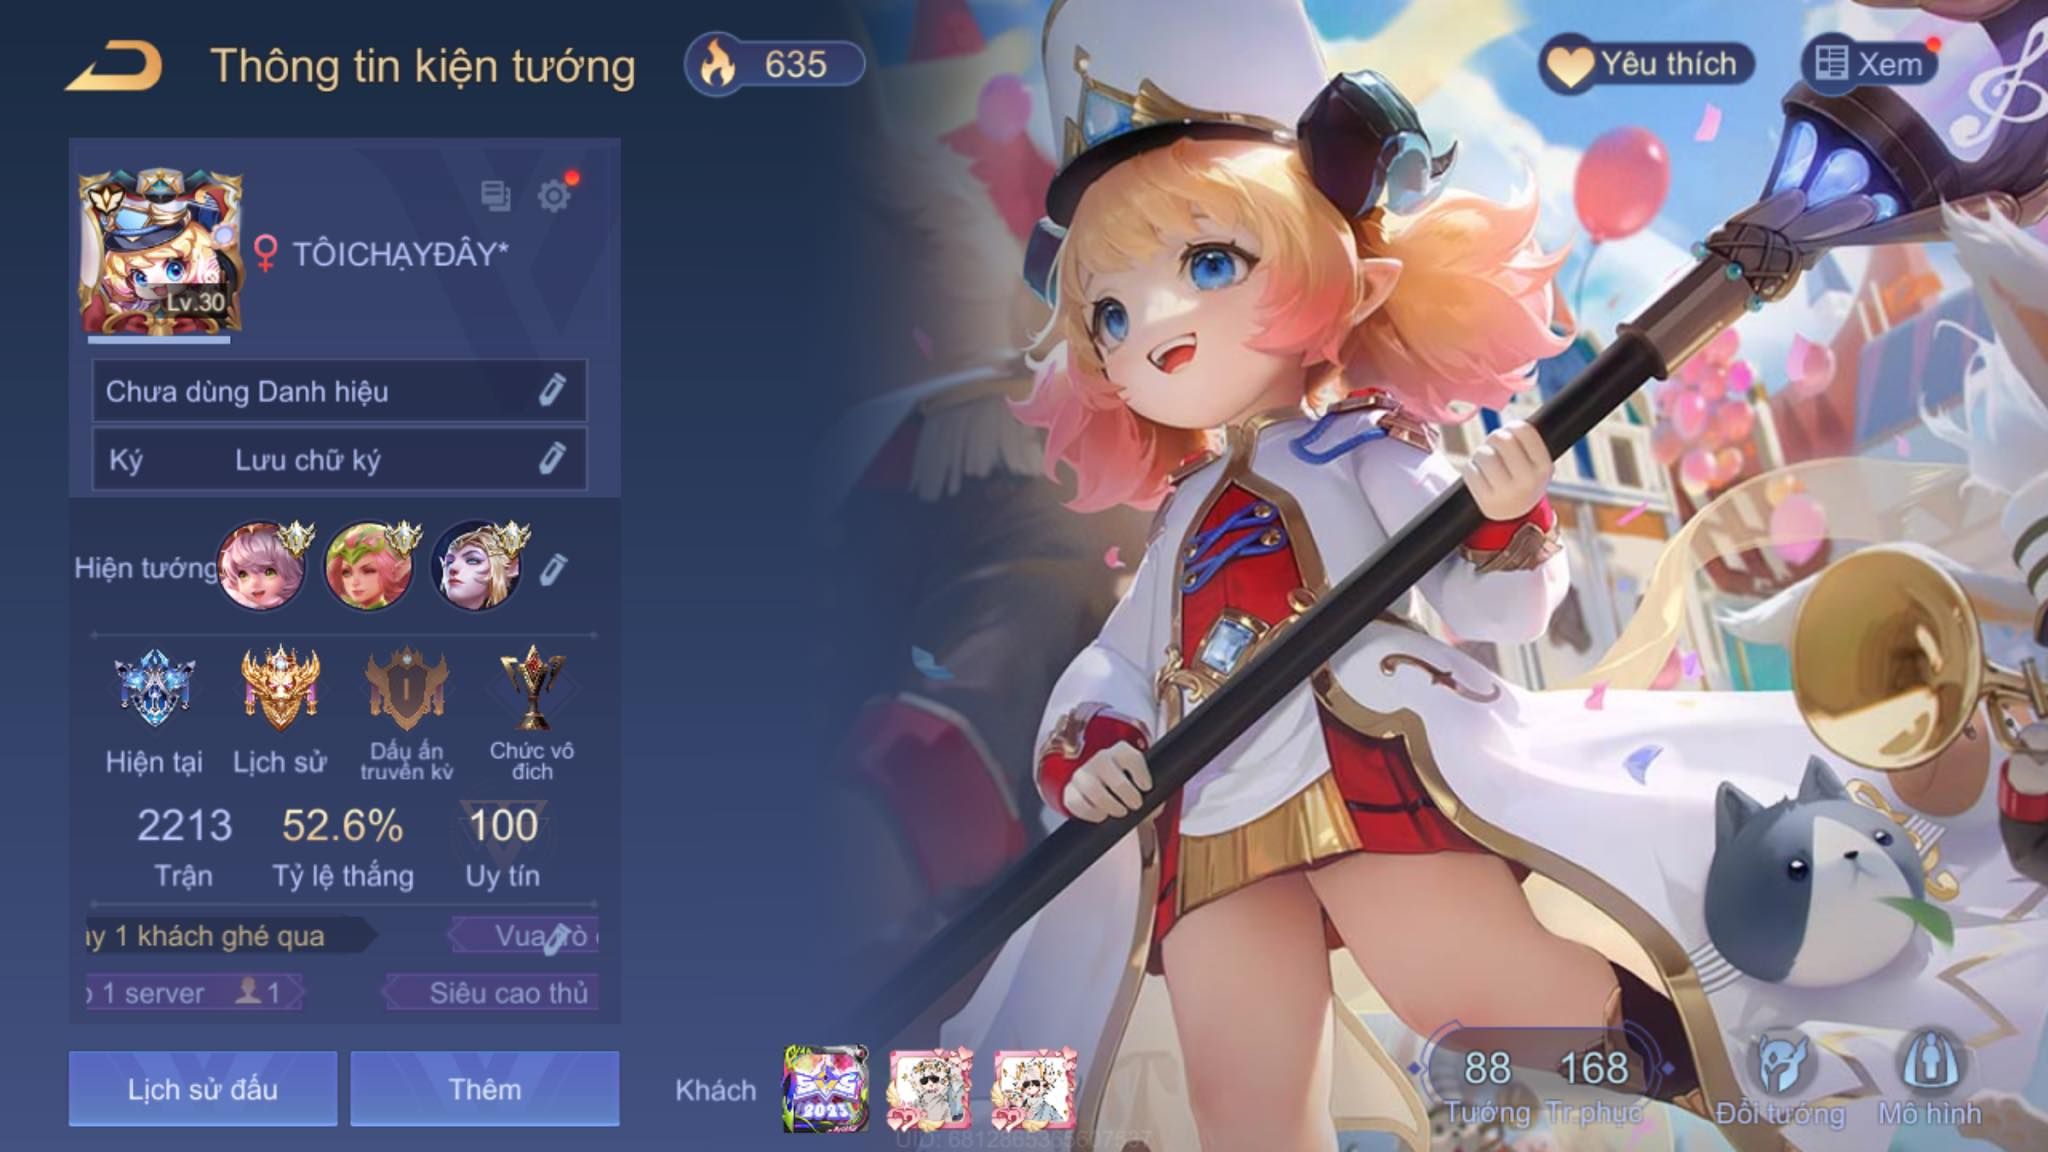 Thông tin kiện tướng
635
Yêu thích
Xem
Lv.30
TÔICHẠYĐÂY*
Chưa dùng Danh hiệu
Ký Lưu chữ ký
Hiện tướng
Hiện tại
Lịch sử
Dấu ấn
truyền kỳ
Chức vô
địch
2213
52.6%
100
Trận
Tỷ lệ thắng
Uy tín
ày 1 khách ghé qua
Vua
1 server 1
Siêu cao thủ
Lịch sử đấu
Thêm
Khách
2023
88
168
Tướng
Tr.phục
Đổi tướng
Mô hình